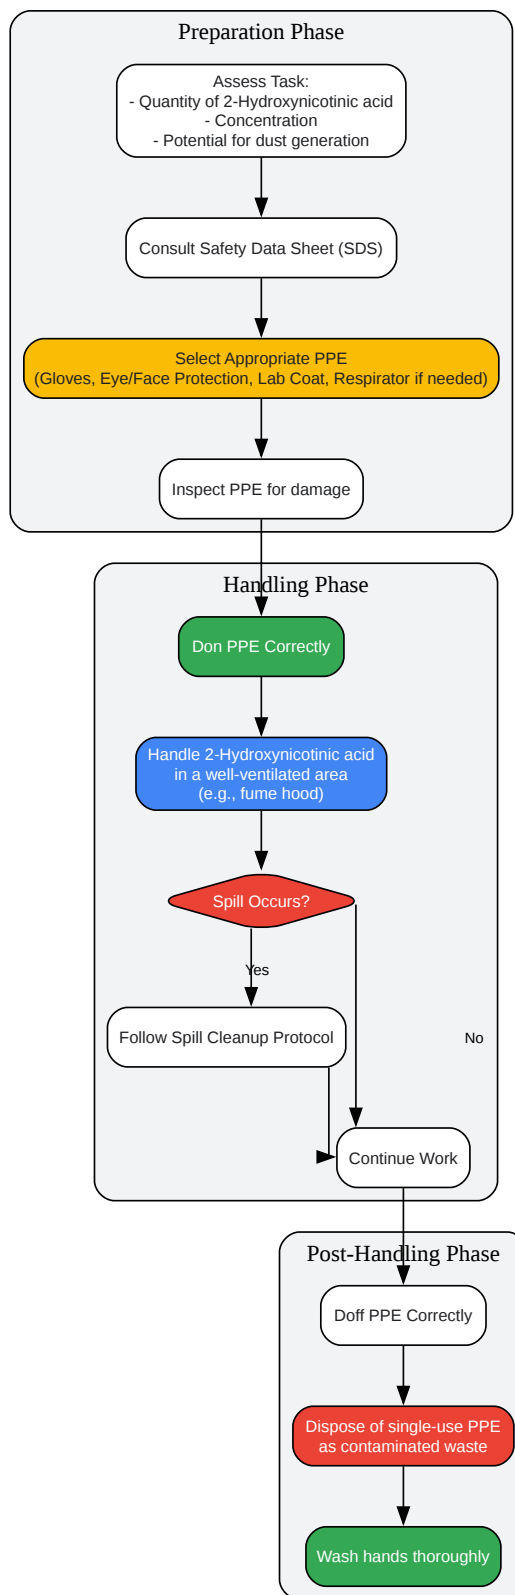 Preparation Phase
Assess Task:
- Quantity of 2-Hydroxynicotinic acid
- Concentration
- Potential for dust generation
Consult Safety Data Sheet (SDS)
Select Appropriate PPE
(Gloves, Eye/Face Protection, Lab Coat, Respirator if needed)
Inspect PPE for damage
Handling Phase
Don PPE Correctly
Handle 2-Hydroxynicotinic acid
in a well-ventilated area
(e.g., fume hood)
Spill Occurs?
Yes
Follow Spill Cleanup Protocol
No
Continue Work
Post-Handling Phase
Doff PPE Correctly
Dispose of single-use PPE
as contaminated waste
Wash hands thoroughly